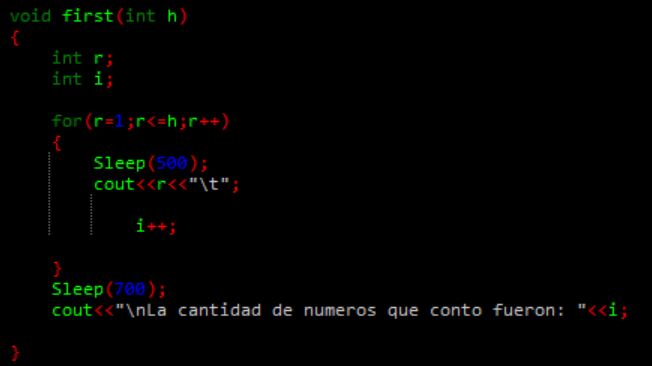 void first(int h)
{
int r;
int i;
for(r=1;r<=h;r++)
{
Sleep(500);
cout<<r<<"\t";
i++;
}
Sleep(700);
cout<<"\nLa cantidad de numeros que conto fueron: "<<i;
}